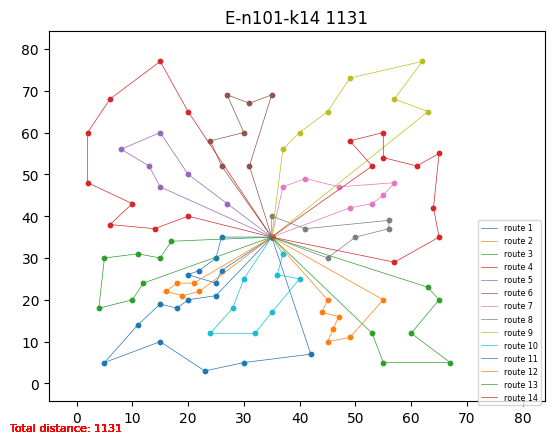 E-n101-k14 1131
80
70
60
50
40
30
20
10
0
0
10
20
30
40
50
60
70
80
route 1
route 2
route 3
route 4
route 5
route 6
route 7
route 8
route 9
route 10
route 11
route 12
route 13
route 14
Total distance: 1131